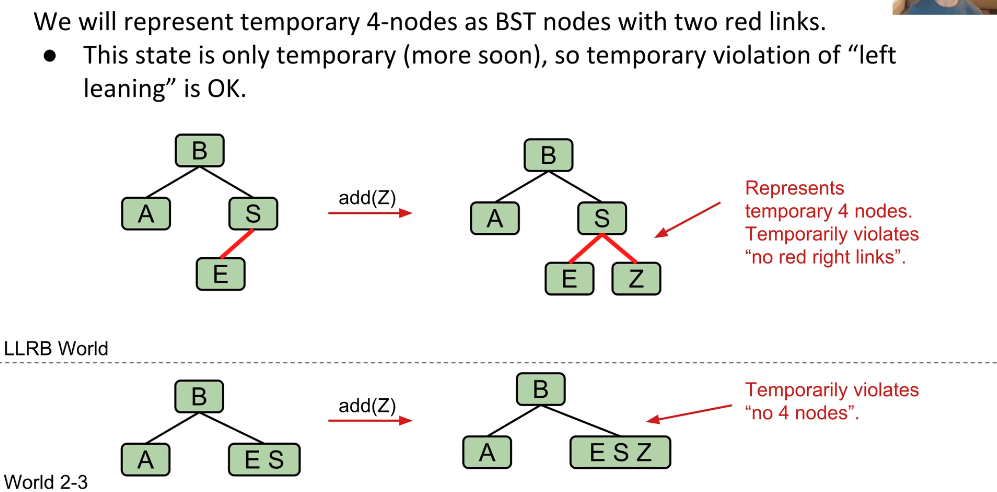 We will represent temporary 4-nodes as BST nodes with two red links.
● This state is only temporary (more soon), so temporary violation of “left
leaning” is OK.
B
A
S
E
add(Z)
B
A
S
E
Z
Represents
temporary 4 nodes.
Temporarily violates
“no red right links”.
LLRB World
B
A
E S
add(Z)
B
A
E S Z
Temporarily violates
“no 4 nodes”.
World 2-3